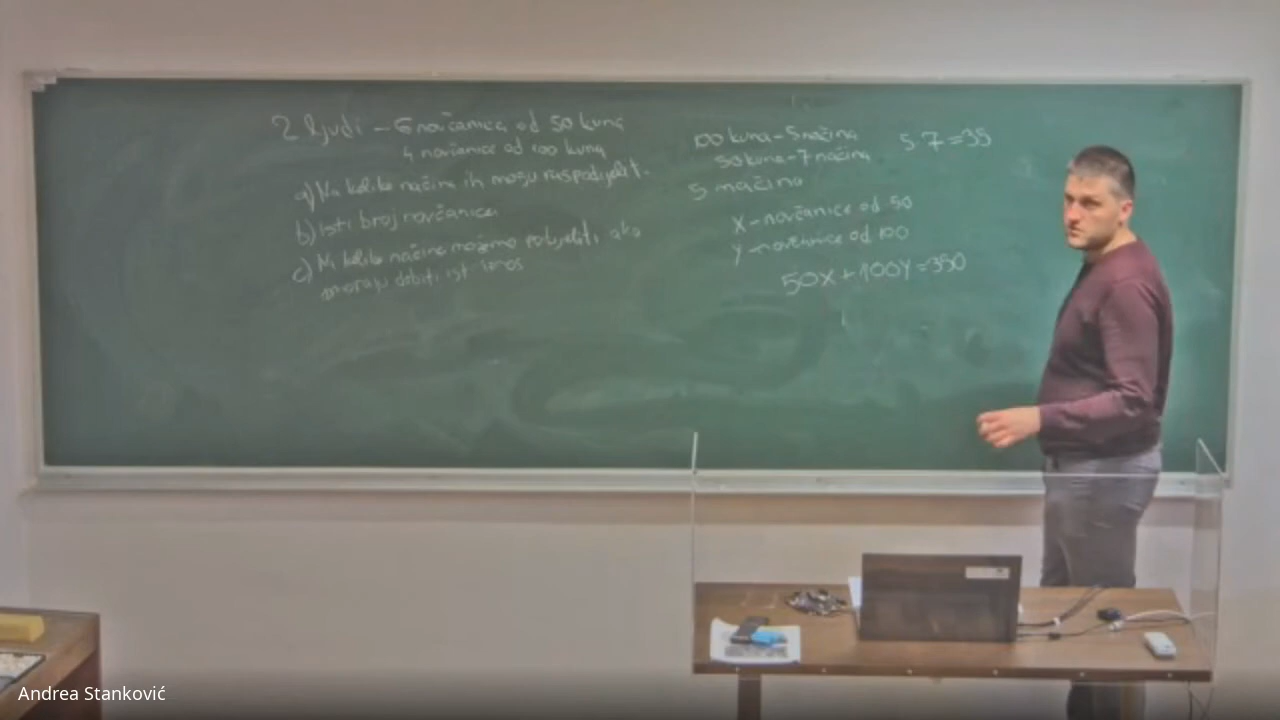 2 ljudi - 6 novčanica od 50 kuna
4 novčanice od 100 kuna
a) Na koliko načina ih mogu raspodijeliti.
b) Isti broj novčanica
c) Na koliko načina možemo podijeliti ako
moraju dobiti isti iznos
100 kuna - 5 načina 5·7=35
50 kuna - 7 načina
5 načina
X - novčanice od 50
Y - novčanice od 100
50X+100Y=350
Andrea Stanković